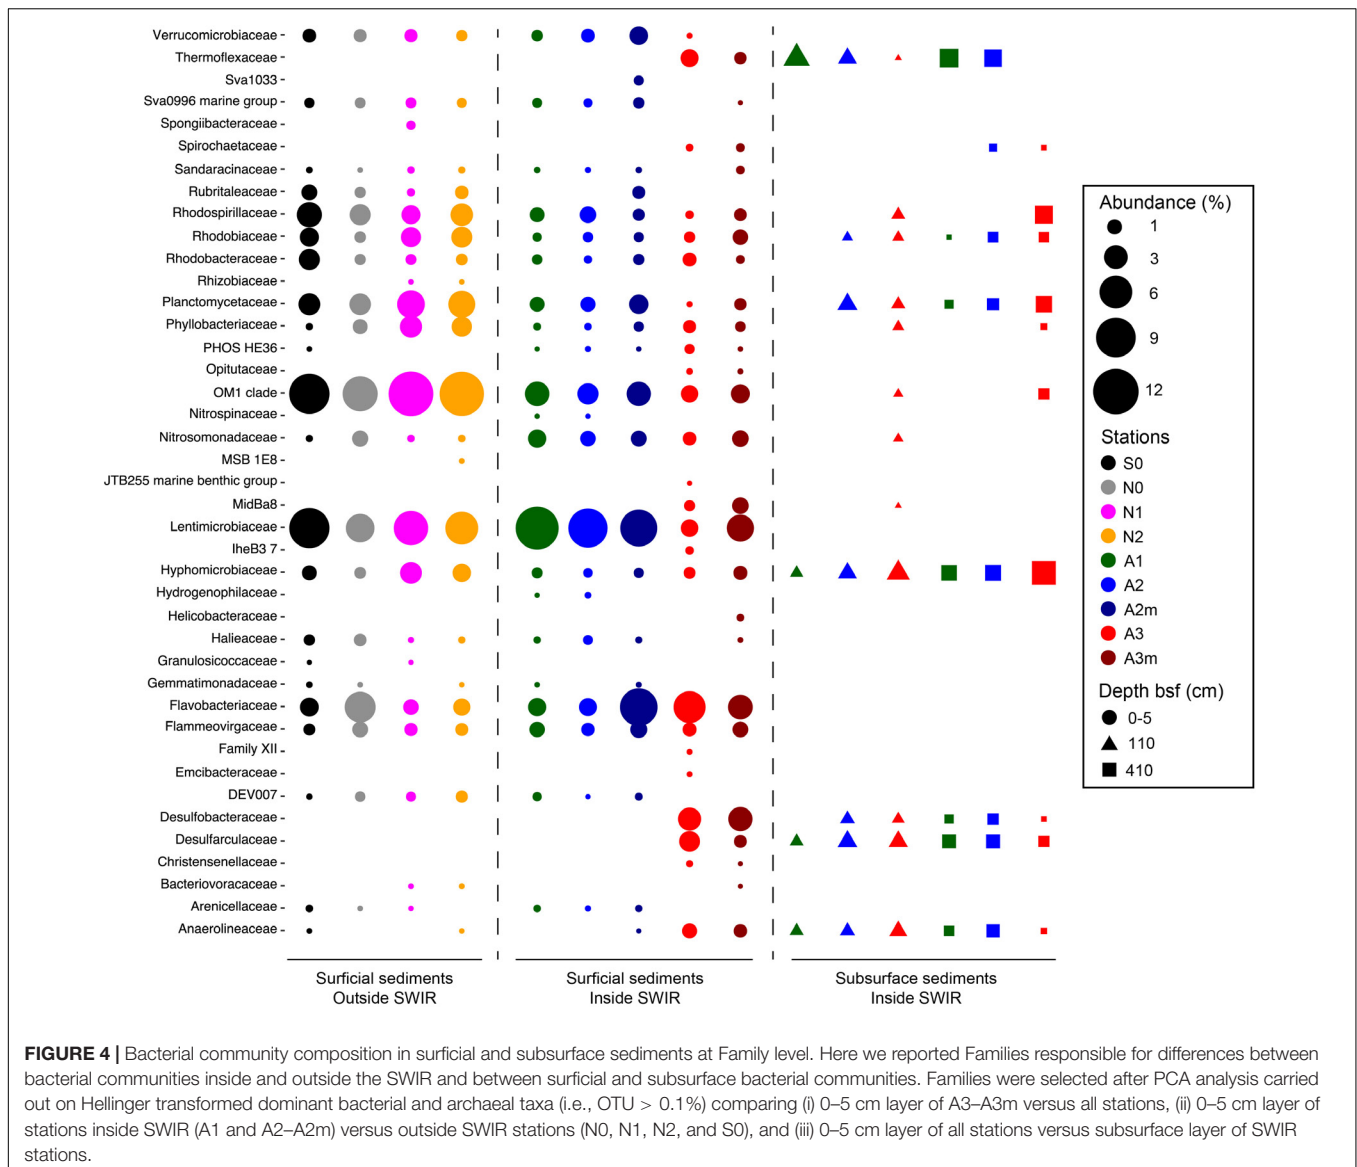 Verrucomicrobiaceae
Thermoflexaceae
Sva1033
Sva0996 marine group
Spongiibacteraceae
Spirochaetaceae
Sandaracinaceae
Rubritaleaceae
Rhodospirillaceae
Rhodobiaceae
Rhodobacteraceae
Rhizobiaceae
Planctomycetaceae
Phyllobacteriaceae
PHOS HE36
Opitutaceae
OM1 clade
Nitrospinaceae
Nitrosomonadaceae
MSB 1E8
JTB255 marine benthic group
MidBa8
Lentimicrobiaceae
IheB3 7
Hyphomicrobiaceae
Hydrogenophilaceae
Helicobacteraceae
Halieaceae
Granulosicoccaceae
Gemmatimonadaceae
Flavobacteriaceae
Flammeovirgaceae
Family XII
Emcibacteraceae
DEV007
Desulfobacteraceae
Desulfarculaceae
Christensenellaceae
Bacteriovoracaceae
Arenicellaceae
Anaerolineaceae
Surficial sediments
Outside SWIR
Surficial sediments
Inside SWIR
Subsurface sediments
Inside SWIR
Abundance (%)
1
3
6
9
12
Stations
S0
N0
N1
N2
A1
A2
A2m
A3
A3m
Depth bsf (cm)
0-5
110
410
FIGURE 4 | Bacterial community composition in surficial and subsurface sediments at Family level. Here we reported Families responsible for differences between
bacterial communities inside and outside the SWIR and between surficial and subsurface bacterial communities. Families were selected after PCA analysis carried
out on Hellinger transformed dominant bacterial and archaeal taxa (i.e., OTU > 0.1%) comparing (i) 0–5 cm layer of A3–A3m versus all stations, (ii) 0–5 cm layer of
stations inside SWIR (A1 and A2–A2m) versus outside SWIR stations (N0, N1, N2, and S0), and (iii) 0–5 cm layer of all stations versus subsurface layer of SWIR
stations.